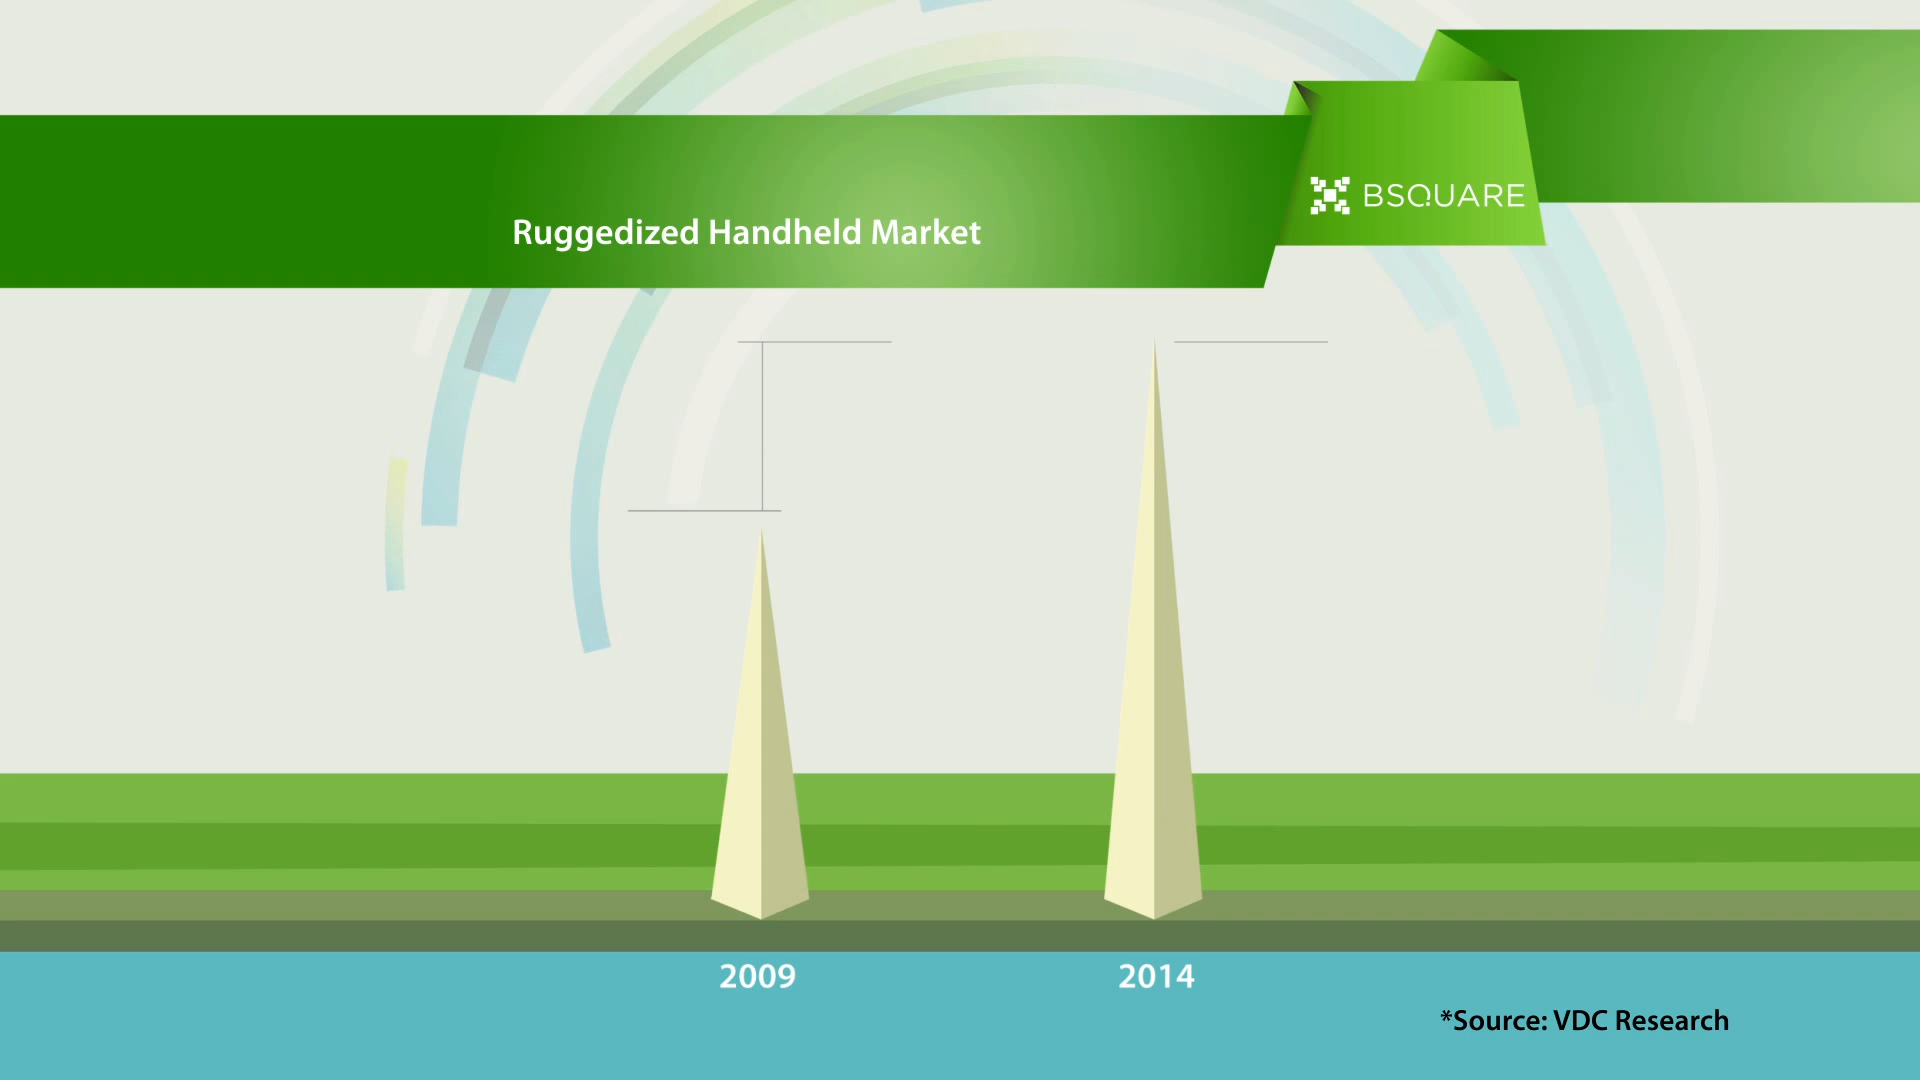 BSQUARE
Ruggedized Handheld Market
2009
2014
*Source: VDC Research